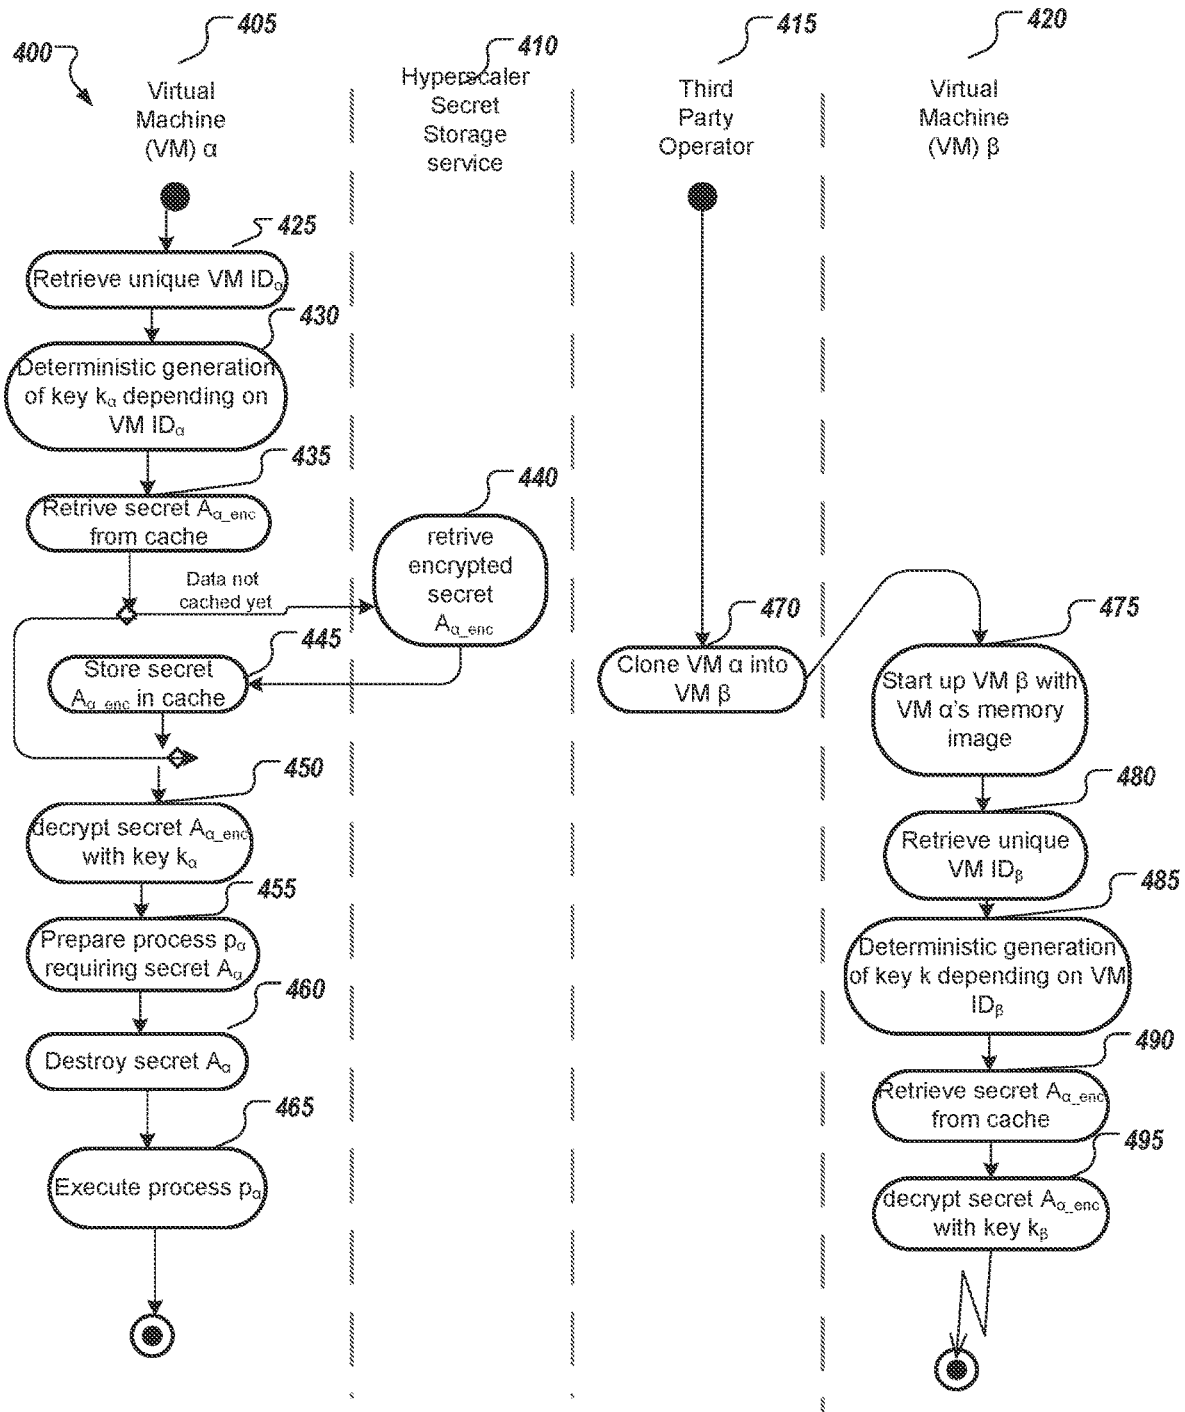 400
405
Virtual
Machine
(VM) α
410
Hyperscaler
Secret
Storage
service
415
Third
Party
Operator
420
Virtual
Machine
(VM) β
425
Retrieve unique VM IDα
430
Deterministic generation
of key kα depending on
VM IDα
435
Retrive secret Aα_enc
from cache
Data not
cached yet
440
retrive
encrypted
secret
Aα_enc
445
Store secret
Aα_enc in cache
450
decrypt secret Aα_enc
with key kα
455
Prepare process pα
requiring secret Aα
460
Destroy secret Aα
465
Execute process pα
470
Clone VM α into
VM β
475
Start up VM β with
VM α's memory
image
480
Retrieve unique
VM IDβ
485
Deterministic generation
of key k depending on VM
IDβ
490
Retrieve secret Aα_enc
from cache
495
decrypt secret Aα_enc
with key kβ